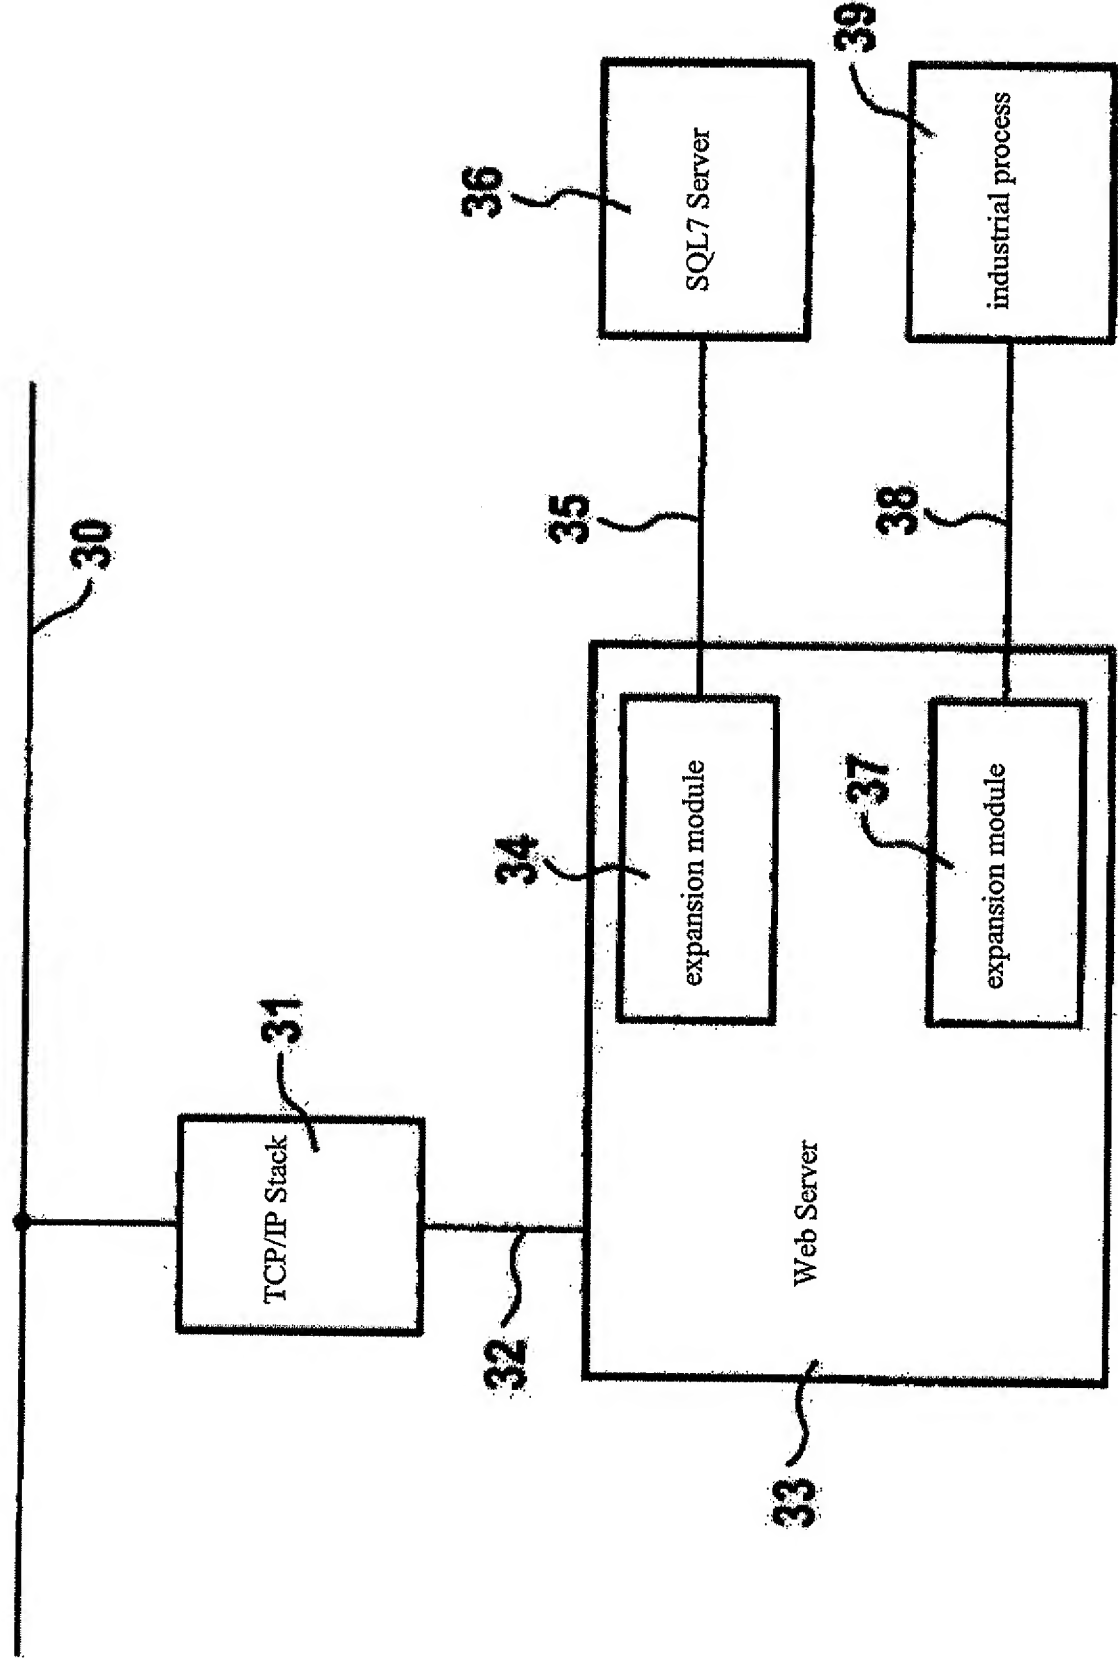 30
31
TCP/IP Stack
32
33
Web Server
34
expansion module
35
36
SQL7 Server
37
expansion module
38
39
industrial process